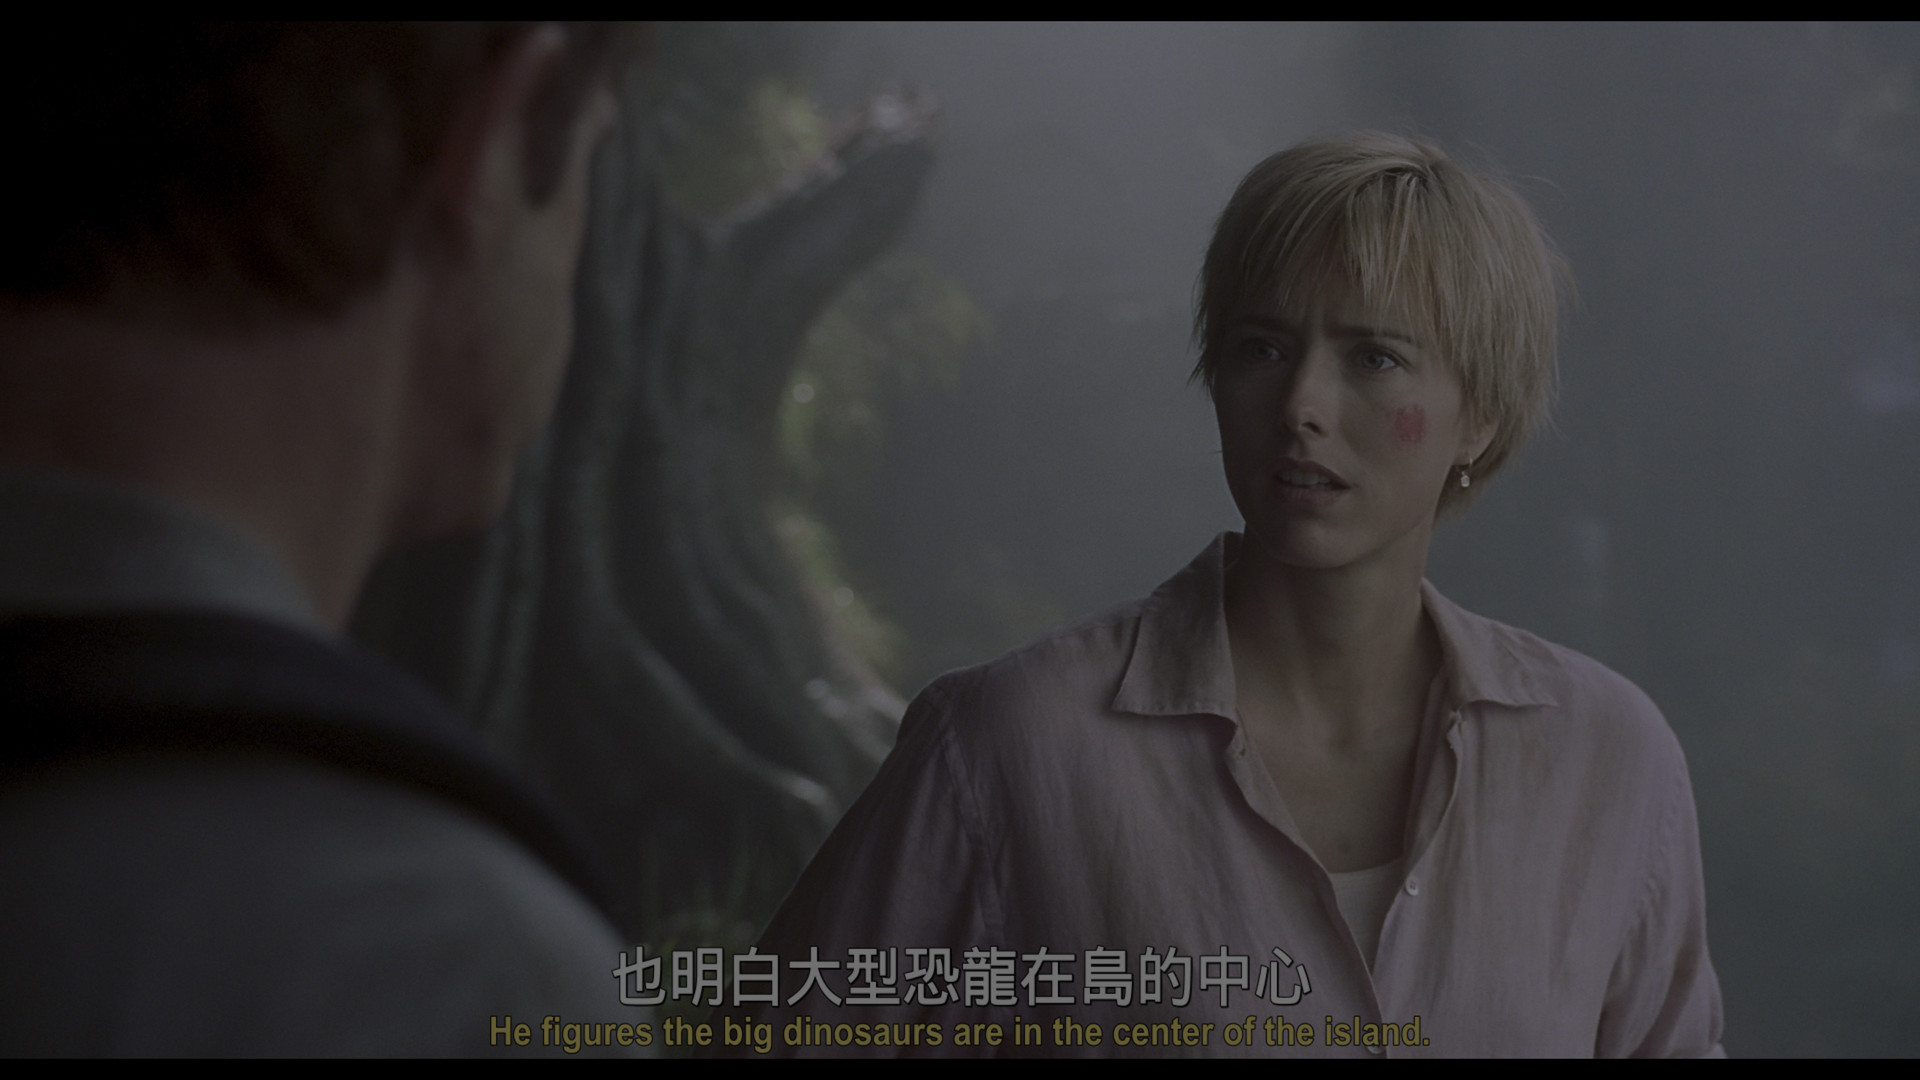 也明白大型恐龍在島的中心
He figures the big dinosaurs are in the center of the island.